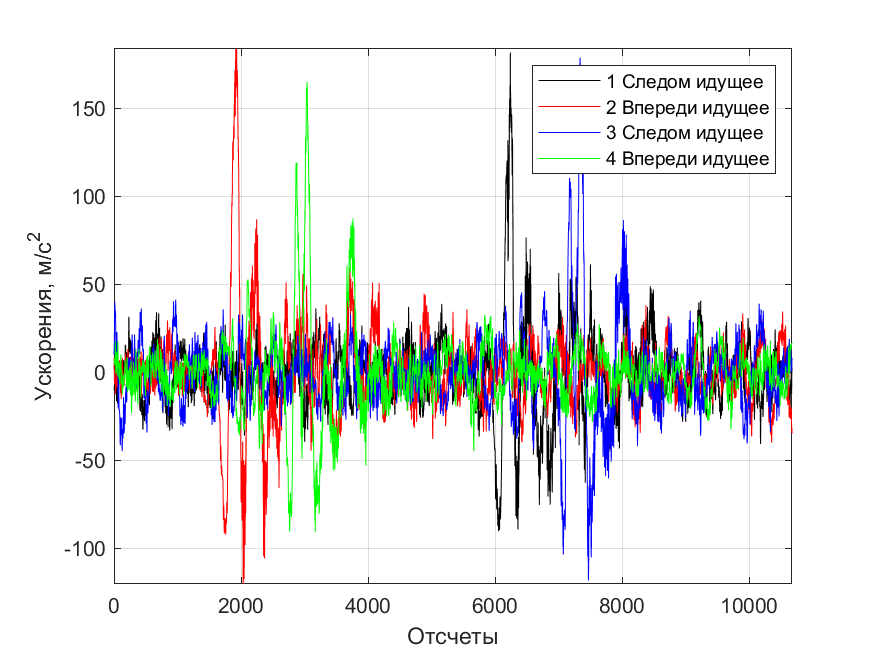 150
100
50
0
-50
-100
Ускорения, м/с²
1 Следом идущее
2 Впереди идущее
3 Следом идущее
4 Впереди идущее
0 2000 4000 6000 8000 10000
Отсчеты